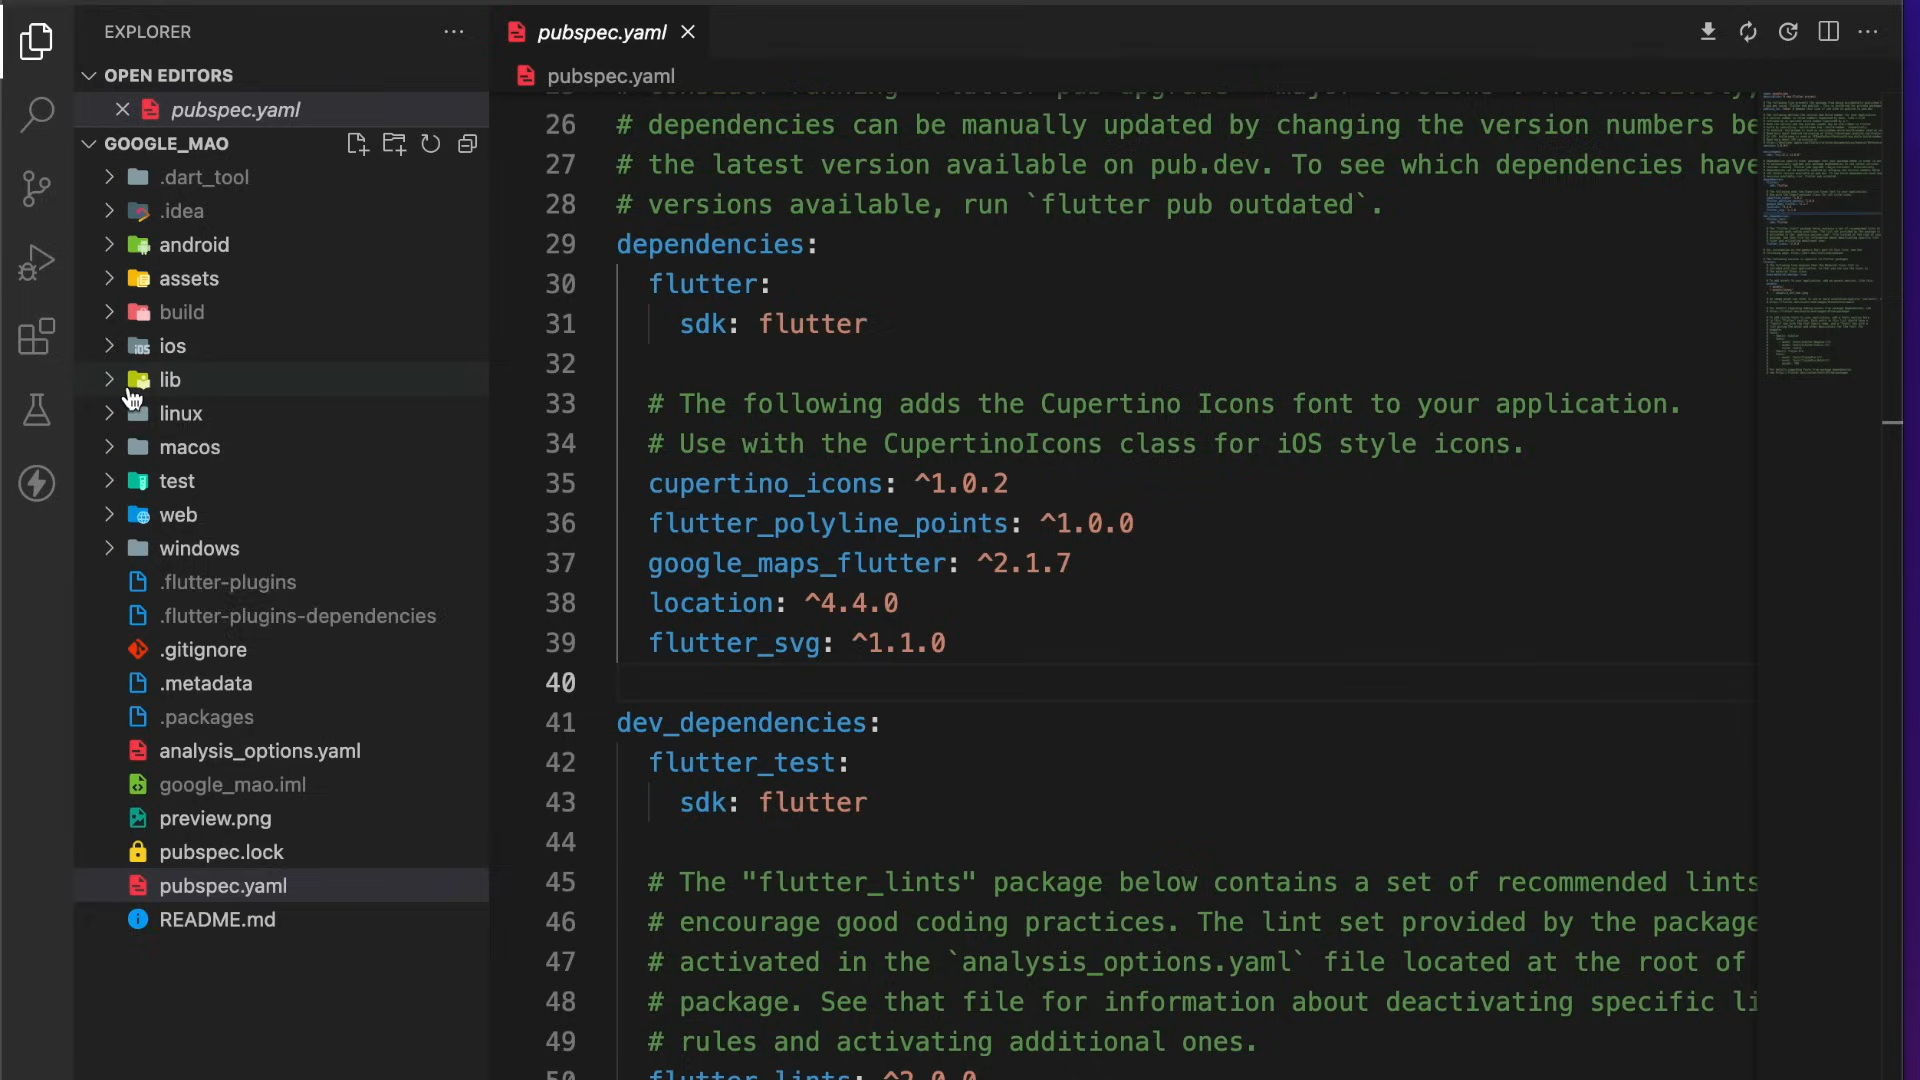 EXPLORER
OPEN EDITORS
pubspec.yaml
GOOGLE_MAO
.dart_tool
.idea
android
assets
build
ios
lib
linux
macos
test
web
windows
.flutter-plugins
.flutter-plugins-dependencies
.gitignore
.metadata
.packages
analysis_options.yaml
google_mao.iml
preview.png
pubspec.lock
pubspec.yaml
README.md
pubspec.yaml
pubspec.yaml
26 # dependencies can be manually updated by changing the version numbers be
27 # the latest version available on pub.dev. To see which dependencies have
28 # versions available, run `flutter pub outdated`.
29 dependencies:
30 flutter:
31 sdk: flutter
32
33 # The following adds the Cupertino Icons font to your application.
34 # Use with the CupertinoIcons class for iOS style icons.
35 cupertino_icons: ^1.0.2
36 flutter_polyline_points: ^1.0.0
37 google_maps_flutter: ^2.1.7
38 location: ^4.4.0
39 flutter_svg: ^1.1.0
40
41 dev_dependencies:
42 flutter_test:
43 sdk: flutter
44
45 # The "flutter_lints" package below contains a set of recommended lints
46 # encourage good coding practices. The lint set provided by the package
47 # activated in the `analysis_options.yaml` file located at the root of
48 # package. See that file for information about deactivating specific li
49 # rules and activating additional ones.
50 flutter_lints: ^2.0.0